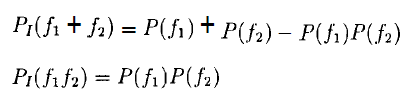 P_I(f_1 + f_2) = P(f_1) + P(f_2) − P(f_1)P(f_2)
P_I(f_1 f_2) = P(f_1)P(f_2)